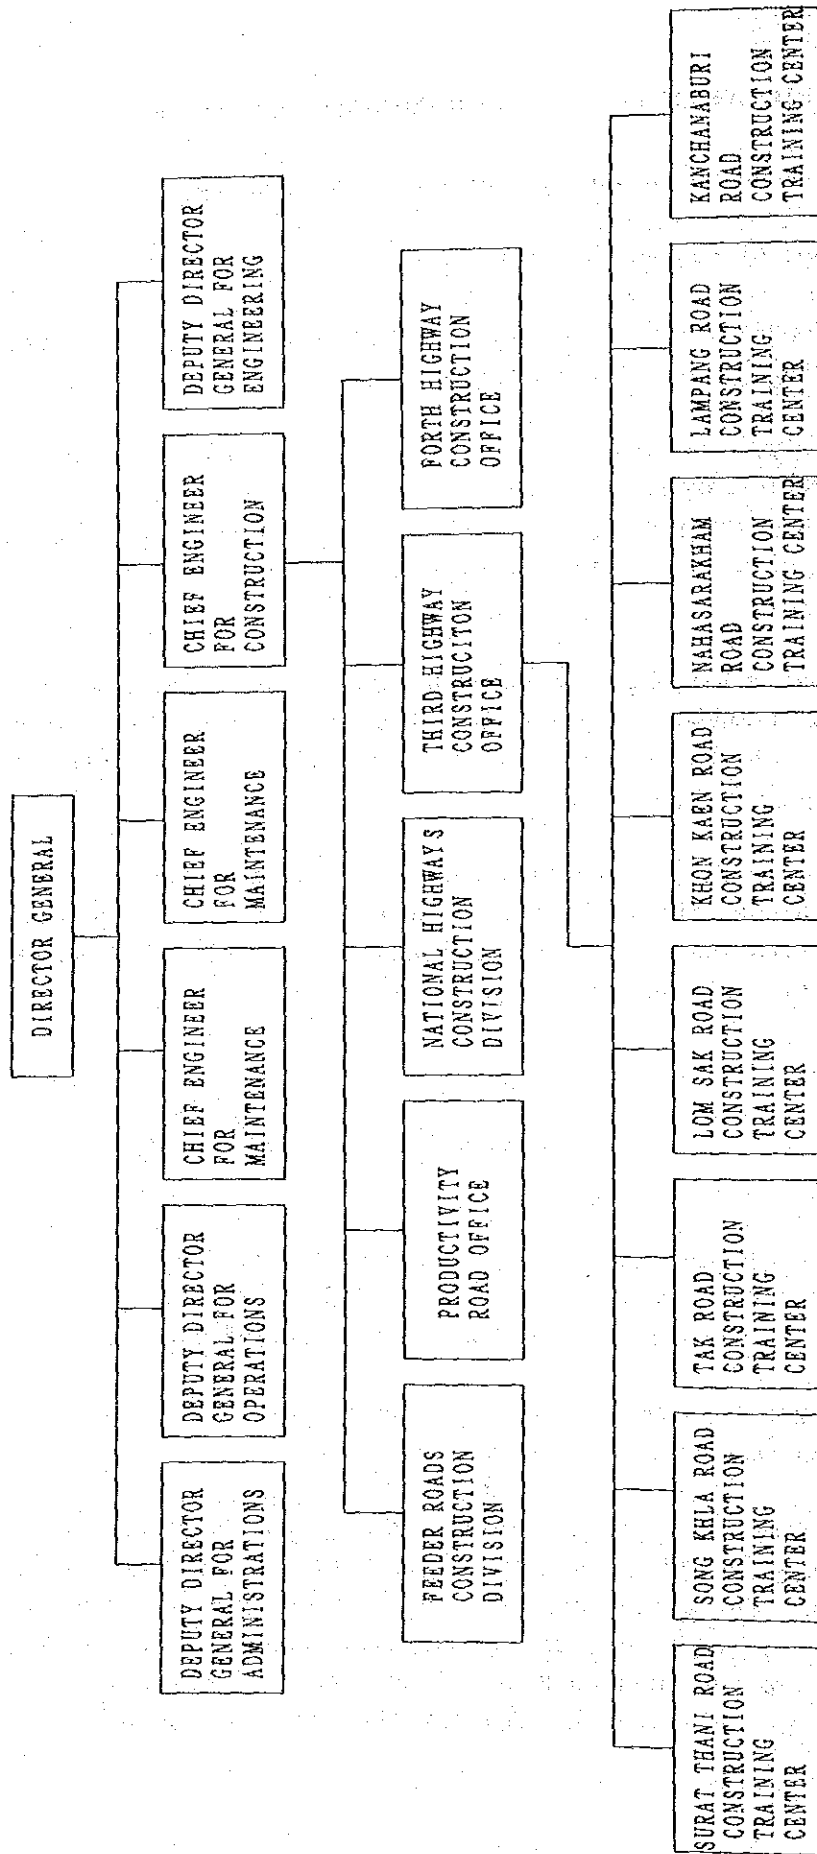 DIRECTOR GENERAL
DEPUTY DIRECTOR
GENERAL FOR
ADMINISTRATIONS
DEPUTY DIRECTOR
GENERAL FOR
OPERATIONS
CHIEF ENGINEER
FOR
MAINTENANCE
CHIEF ENGINEER
FOR
MAINTENANCE
CHIEF ENGINEER
FOR
CONSTRUCTION
DEPUTY DIRECTOR
GENERAL FOR
ENGINEERING
FEEDER ROADS
CONSTRUCTION
DIVISION
PRODUCTIVITY
ROAD OFFICE
NATIONAL HIGHWAYS
CONSTRUCTION
DIVISION
THIRD HIGHWAY
CONSTRUCITON
OFFICE
FORTH HIGHWAY
CONSTRUCTION
OFFICE
SURAT THANI ROAD
CONSTRUCTION
TRAINING
CENTER
SONG KHLA ROAD
CONSTRUCTION
TRAINING
CENTER
TAK ROAD
CONSTRUCTION
TRAINING
CENTER
LOM SAK ROAD
CONSTRUCTION
TRAINING
CENTER
KHON KAEN ROAD
CONSTRUCTION
TRAINING
CENTER
NAHASARAKHAM
ROAD
CONSTRUCTION
TRAINING CENTER
LAMPANG ROAD
CONSTRUCTION
TRAINING
CENTER
KANCHANABURI
ROAD
CONSTRUCTION
TRAINING CENTER